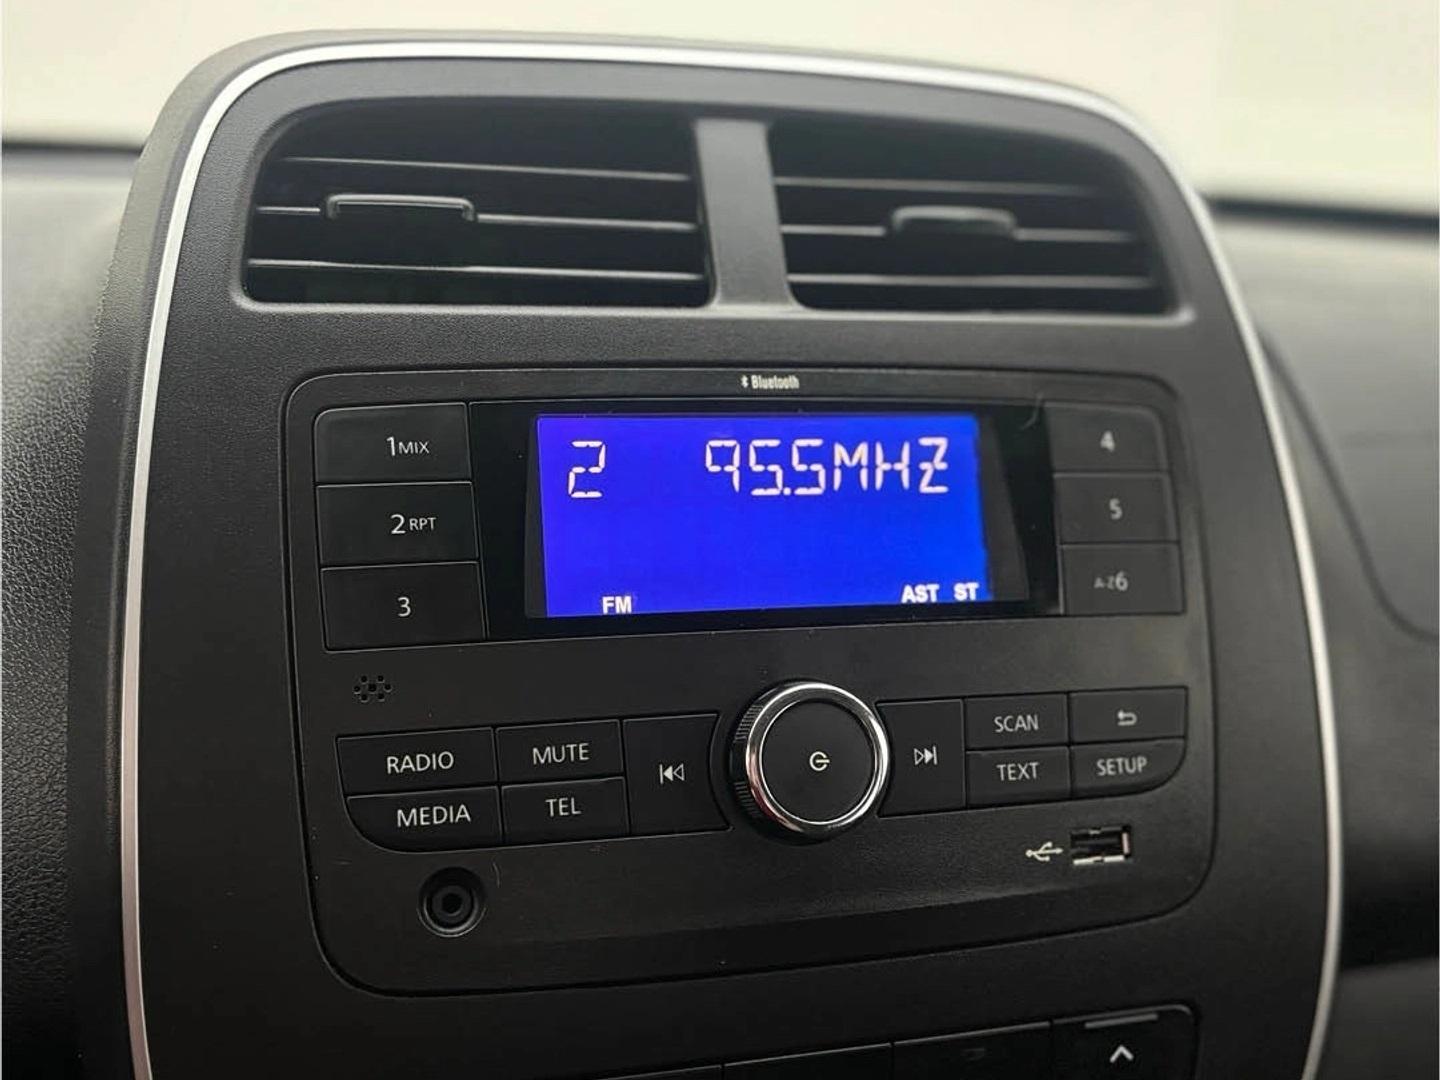 Bluetooth
1MIX
2 95.5MHZ
4
2RPT
5
3
A-Z6
FM AST ST
RADIO
MUTE
SCAN
MEDIA
TEL
TEXT
SETUP